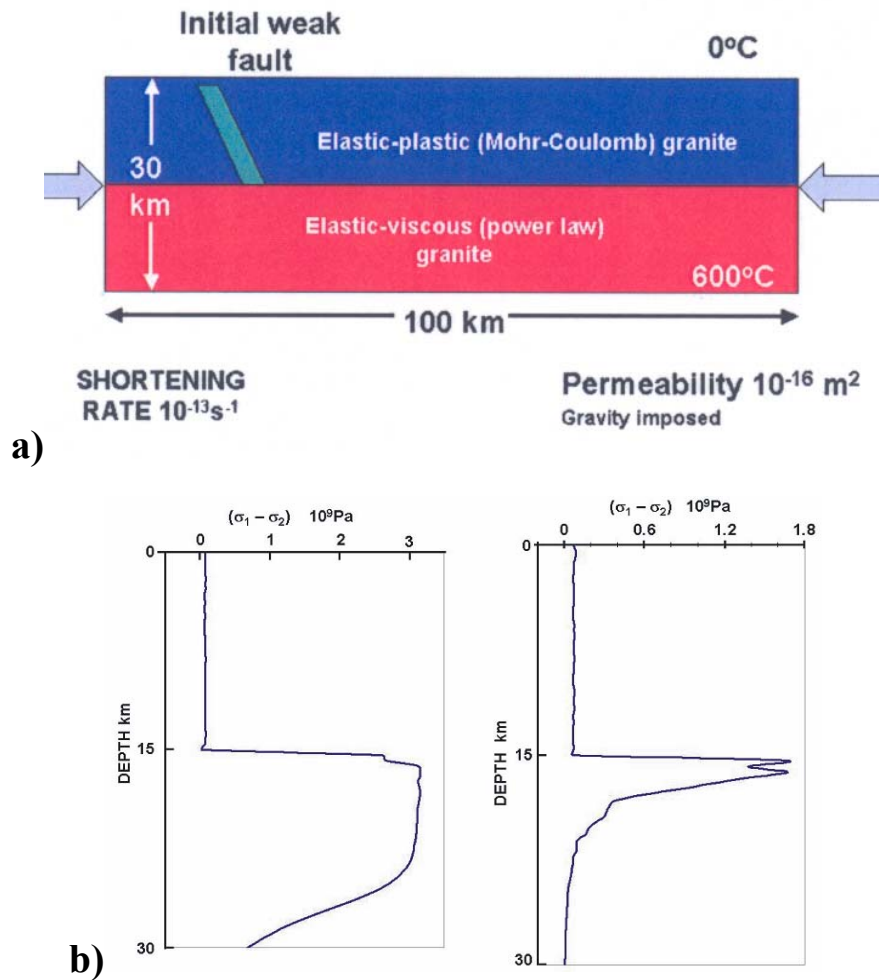 Initial weak
fault
0°C
Elastic-plastic (Mohr-Coulomb) granite
30
km
Elastic-viscous (power law)
granite
600°C
100 km
SHORTENING
RATE 10⁻¹³s⁻¹
Permeability 10⁻¹⁶ m²
Gravity imposed
a)
(σ₁ – σ₂) 10⁹Pa
0 1 2 3
0
15
30
DEPTH km
(σ₁ – σ₂) 10⁹Pa
0 0.6 1.2 1.8
0
15
30
DEPTH km
b)